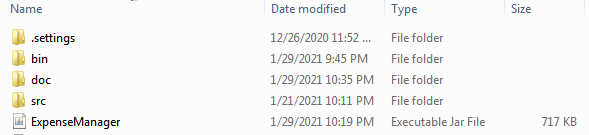 Name Date modified Type Size
.settings 12/26/2020 11:52 ... File folder
bin 1/29/2021 9:45 PM File folder
doc 1/29/2021 10:35 PM File folder
src 1/21/2021 10:11 PM File folder
ExpenseManager 1/29/2021 10:19 PM Executable Jar File 717 KB